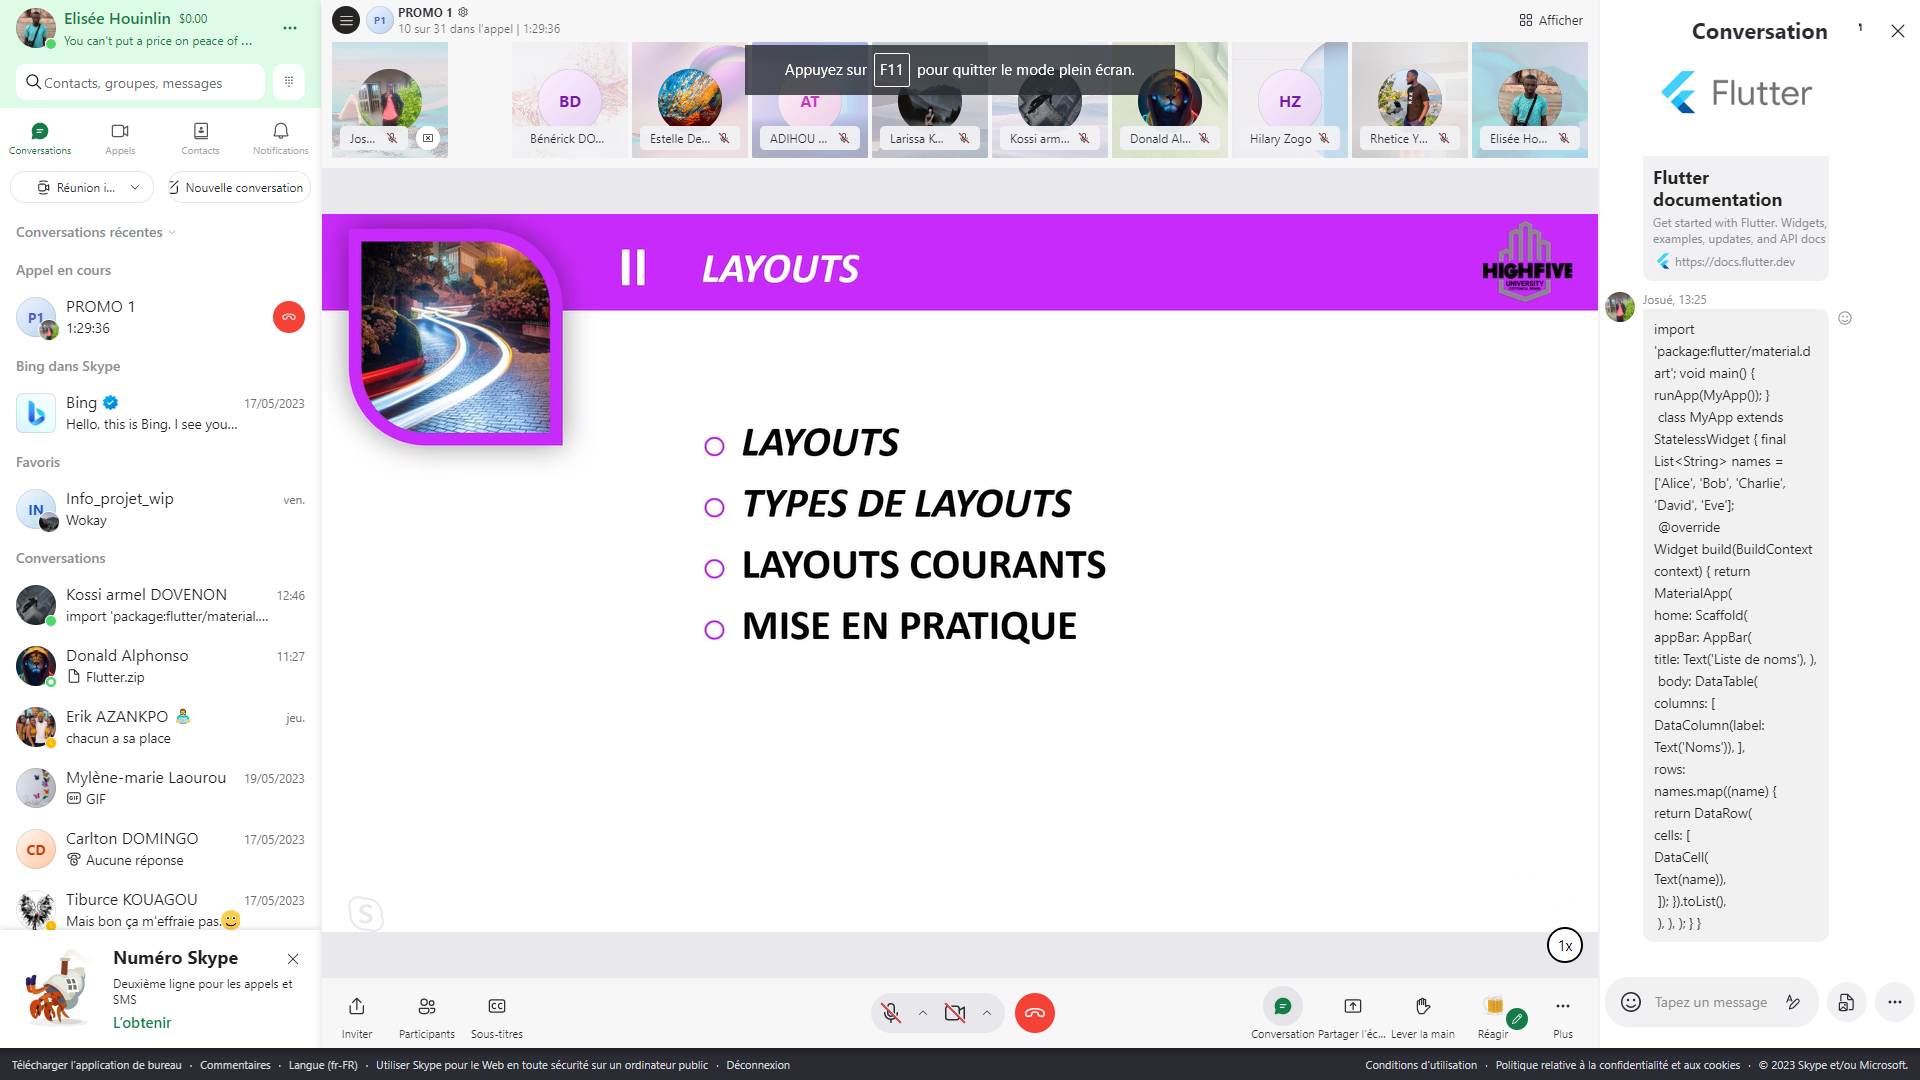 Elisée Houinlin $0.00
You can't put a price on peace of ...
Contacts, groupes, messages
Conversations
Appels
Contacts
Notifications
Réunion i...
Nouvelle conversation
Conversations récentes
Appel en cours
P1
PROMO 1
1:29:36
Bing dans Skype
Bing
17/05/2023
Hello, this is Bing. I see you...
Favoris
IN
Info_projet_wip
ven.
Wokay
Conversations
Kossi armel DOVENON
12:46
import 'package:flutter/material....
Donald Alphonso
11:27
Flutter.zip
Erik AZANKPO
jeu.
chacun a sa place
Mylène-marie Laourou
19/05/2023
GIF
GIF
Carlton DOMINGO
17/05/2023
CD
Aucune réponse
Tiburce KOUAGOU
17/05/2023
Mais bon ça m'effraie pas.
Numéro Skype
Deuxième ligne pour les appels et
SMS
L'obtenir
P1
PROMO 1
10 sur 31 dans l'appel | 1:29:36
Afficher
Appuyez sur F11 pour quitter le mode plein écran.
BD
AT
HZ
Jos...
Bénérick DO...
Estelle De...
ADIHOU ...
Larissa K...
Kossi arm...
Donald Al...
Hilary Zogo
Rhetice Y...
Elisée Ho...
II
LAYOUTS
HIGHFIVE
UNIVERSITY
LAYOUTS
TYPES DE LAYOUTS
LAYOUTS COURANTS
MISE EN PRATIQUE
S
1x
Inviter
Participants
CC
Sous-titres
Conversation
Partager l'éc...
Lever la main
Réagir
Plus
Conversation
1
Flutter
Flutter
documentation
Get started with Flutter. Widgets,
examples, updates, and API docs
https://docs.flutter.dev
Josué, 13:25
import
'package:flutter/material.d
art'; void main() {
runApp(MyApp()); }
class MyApp extends
StatelessWidget { final
List<String> names =
['Alice', 'Bob', 'Charlie',
'David', 'Eve'];
@override
Widget build(BuildContext
context) { return
MaterialApp(
home: Scaffold(
appBar: AppBar(
title: Text('Liste de noms'), ),
body: DataTable(
columns: [
DataColumn(label:
Text('Noms')), ],
rows:
names.map((name) {
return DataRow(
cells: [
DataCell(
Text(name)),
]); }).toList(),
), ), ); } }
Tapez un message
Télécharger l'application de bureau · Commentaires · Langue (fr-FR) · Utiliser Skype pour le Web en toute sécurité sur un ordinateur public · Déconnexion
Conditions d'utilisation · Politique relative à la confidentialité et aux cookies · © 2023 Skype et/ou Microsoft.